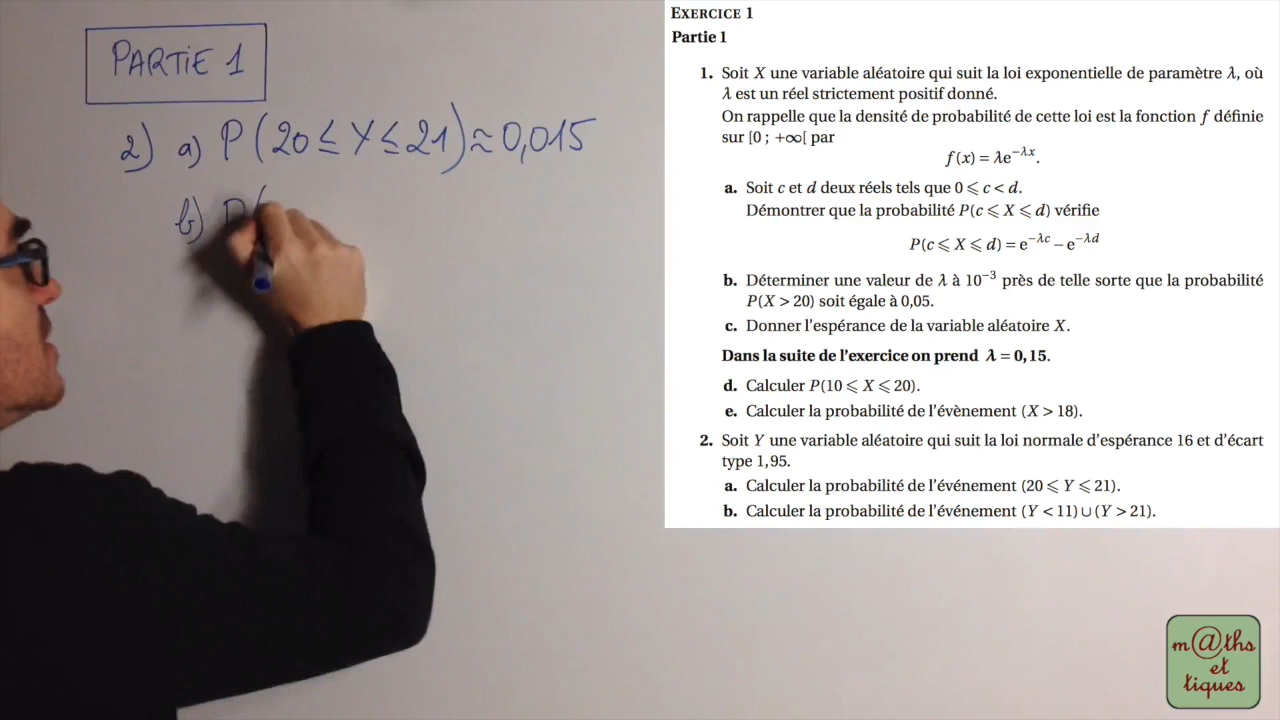 PARTIE 1
2) a) P(20 ≤ Y ≤ 21) ≈ 0,015
b) P(
EXERCICE 1
Partie 1
1. Soit X une variable aléatoire qui suit la loi exponentielle de paramètre λ, où
λ est un réel strictement positif donné.
On rappelle que la densité de probabilité de cette loi est la fonction f définie
sur [0 ; +∞[ par
f(x) = λe^{−λx}.
a. Soit c et d deux réels tels que 0 ⩽ c < d.
Démontrer que la probabilité P(c ⩽ X ⩽ d) vérifie
P(c ⩽ X ⩽ d) = e^{−λc} − e^{−λd}
b. Déterminer une valeur de λ à 10^{−3} près de telle sorte que la probabilité
P(X > 20) soit égale à 0,05.
c. Donner l'espérance de la variable aléatoire X.
Dans la suite de l'exercice on prend λ = 0,15.
d. Calculer P(10 ⩽ X ⩽ 20).
e. Calculer la probabilité de l'évènement (X > 18).
2. Soit Y une variable aléatoire qui suit la loi normale d'espérance 16 et d'écart
type 1,95.
a. Calculer la probabilité de l'événement (20 ⩽ Y ⩽ 21).
b. Calculer la probabilité de l'événement (Y < 11) ∪ (Y > 21).
m@ths
et
tiques